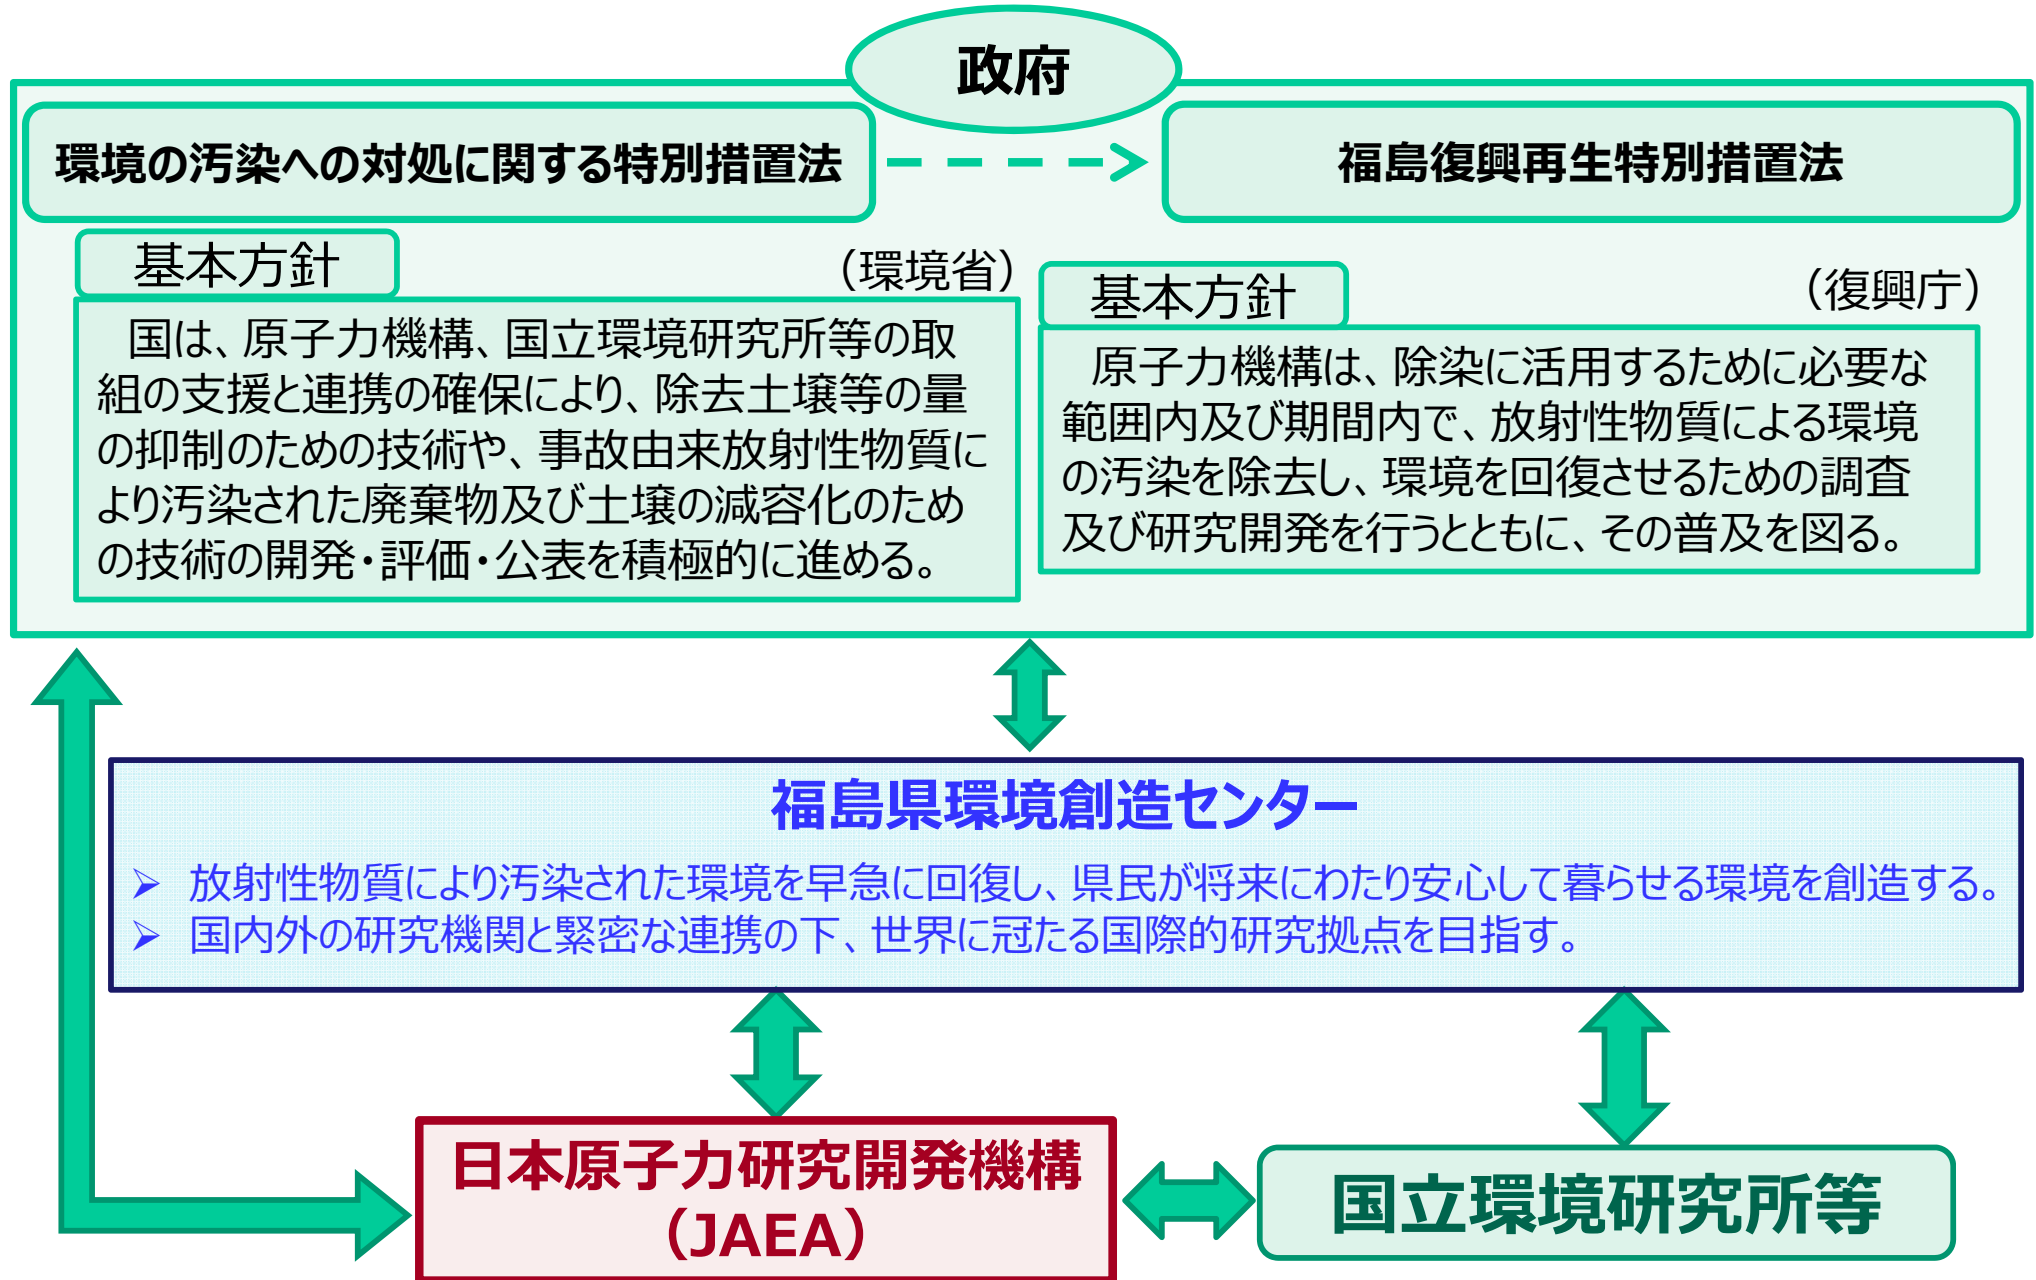 政府
環境の汚染への対処に関する特別措置法
福島復興再生特別措置法
基本方針
（環境省）
国は、原子力機構、国立環境研究所等の取
組の支援と連携の確保により、除去土壌等の量
の抑制のための技術や、事故由来放射性物質に
より汚染された廃棄物及び土壌の減容化のため
の技術の開発・評価・公表を積極的に進める。
基本方針
（復興庁）
原子力機構は、除染に活用するために必要な
範囲内及び期間内で、放射性物質による環境
の汚染を除去し、環境を回復させるための調査
及び研究開発を行うとともに、その普及を図る。
福島県環境創造センター
➢ 放射性物質により汚染された環境を早急に回復し、県民が将来にわたり安心して暮らせる環境を創造する。
➢ 国内外の研究機関と緊密な連携の下、世界に冠たる国際的研究拠点を目指す。
日本原子力研究開発機構
（JAEA）
国立環境研究所等